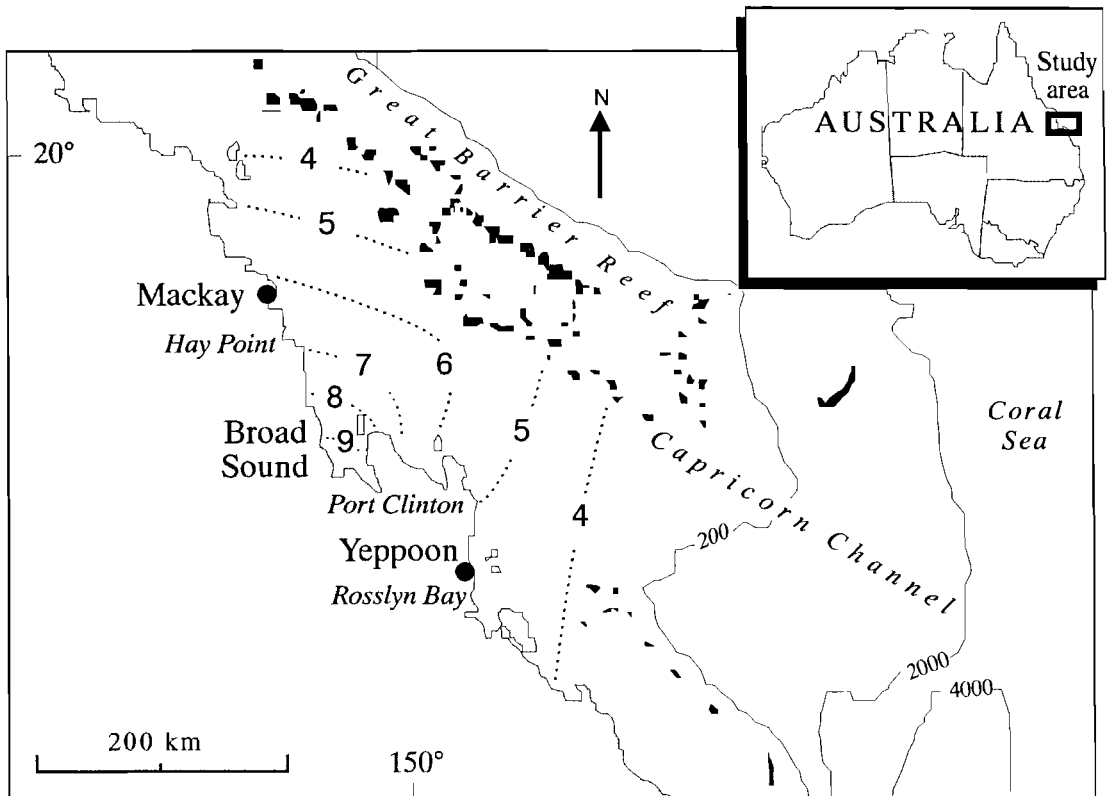 Study
area
AUSTRALIA
Great Barrier Reef
N
20°
4
5
Mackay
Hay Point
6
7
8
9
Broad
Sound
5
Coral
Sea
Capricorn Channel
Port Clinton
4
200
Yeppoon
Rosslyn Bay
2000
4000
200 km
150°